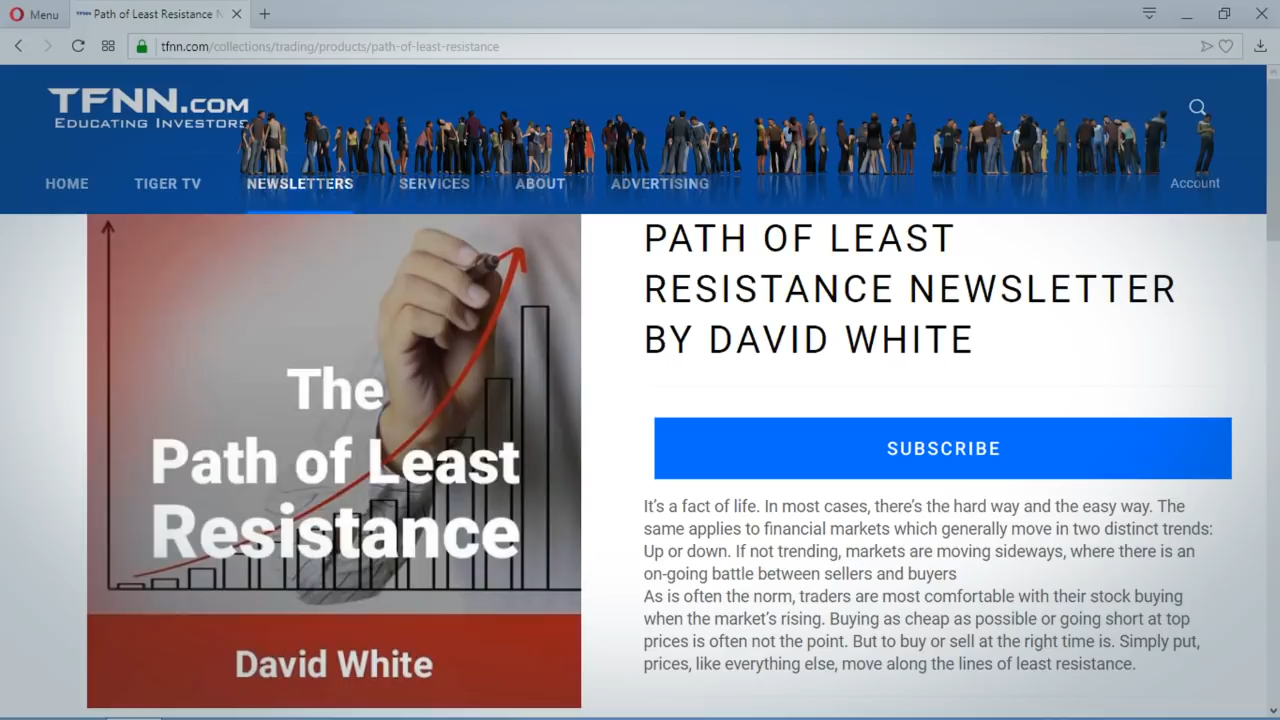 Menu
Path of Least Resistance N
tfnn.com/collections/trading/products/path-of-least-resistance
TFNN.COM
EDUCATING INVESTORS
HOME
TIGER TV
NEWSLETTERS
SERVICES
ABOUT
ADVERTISING
Account
The
Path of Least
Resistance
David White
PATH OF LEAST
RESISTANCE NEWSLETTER
BY DAVID WHITE
SUBSCRIBE
It’s a fact of life. In most cases, there’s the hard way and the easy way. The
same applies to financial markets which generally move in two distinct trends:
Up or down. If not trending, markets are moving sideways, where there is an
on-going battle between sellers and buyers
As is often the norm, traders are most comfortable with their stock buying
when the market’s rising. Buying as cheap as possible or going short at top
prices is often not the point. But to buy or sell at the right time is. Simply put,
prices, like everything else, move along the lines of least resistance.